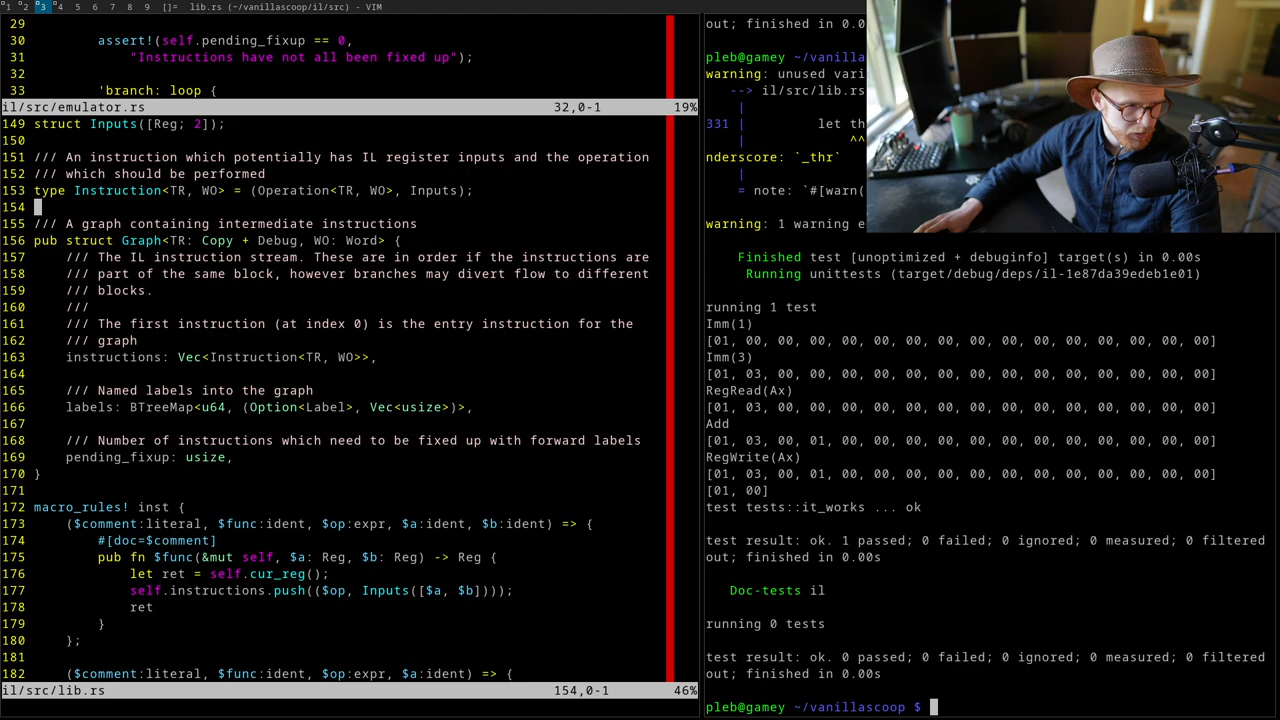 1 2 3 4 5 6 7 8 9 []= lib.rs (~/vanillascoop/il/src) - VIM
29
30         assert!(self.pending_fixup == 0,
31             "Instructions have not all been fixed up");
32
33         'branch: loop {
il/src/emulator.rs 32,0-1 19%
149 struct Inputs([Reg; 2]);
150
151 /// An instruction which potentially has IL register inputs and the operation
152 /// which should be performed
153 type Instruction<TR, WO> = (Operation<TR, WO>, Inputs);
154
155 /// A graph containing intermediate instructions
156 pub struct Graph<TR: Copy + Debug, WO: Word> {
157     /// The IL instruction stream. These are in order if the instructions are
158     /// part of the same block, however branches may divert flow to different
159     /// blocks.
160     ///
161     /// The first instruction (at index 0) is the entry instruction for the
162     /// graph
163     instructions: Vec<Instruction<TR, WO>>,
164
165     /// Named labels into the graph
166     labels: BTreeMap<u64, (Option<Label>, Vec<usize>)>,
167
168     /// Number of instructions which need to be fixed up with forward labels
169     pending_fixup: usize,
170 }
171
172 macro_rules! inst {
173     ($comment:literal, $func:ident, $op:expr, $a:ident, $b:ident) => {
174         #[doc=$comment]
175         pub fn $func(&mut self, $a: Reg, $b: Reg) -> Reg {
176             let ret = self.cur_reg();
177             self.instructions.push(($op, Inputs([$a, $b])));
178             ret
179         }
180     };
181
182     ($comment:literal, $func:ident, $op:expr, $a:ident) => {
il/src/lib.rs 154,0-1 46%
out; finished in 0.0
pleb@gamey ~/vanilla
warning: unused vari
   --> il/src/lib.rs
    |
331 |         let th
    |             ^^
nderscore: `_thr`
    |
    = note: `#[warn(
warning: 1 warning e
    Finished test [unoptimized + debuginfo] target(s) in 0.00s
     Running unittests (target/debug/deps/il-1e87da39edeb1e01)
running 1 test
Imm(1)
[01, 00, 00, 00, 00, 00, 00, 00, 00, 00, 00, 00, 00, 00, 00, 00]
Imm(3)
[01, 03, 00, 00, 00, 00, 00, 00, 00, 00, 00, 00, 00, 00, 00, 00]
RegRead(Ax)
[01, 03, 00, 00, 00, 00, 00, 00, 00, 00, 00, 00, 00, 00, 00, 00]
Add
[01, 03, 00, 01, 00, 00, 00, 00, 00, 00, 00, 00, 00, 00, 00, 00]
RegWrite(Ax)
[01, 03, 00, 01, 00, 00, 00, 00, 00, 00, 00, 00, 00, 00, 00, 00]
[01, 00]
test tests::it_works ... ok
test result: ok. 1 passed; 0 failed; 0 ignored; 0 measured; 0 filtered
out; finished in 0.00s
   Doc-tests il
running 0 tests
test result: ok. 0 passed; 0 failed; 0 ignored; 0 measured; 0 filtered
out; finished in 0.00s
pleb@gamey ~/vanillascoop $